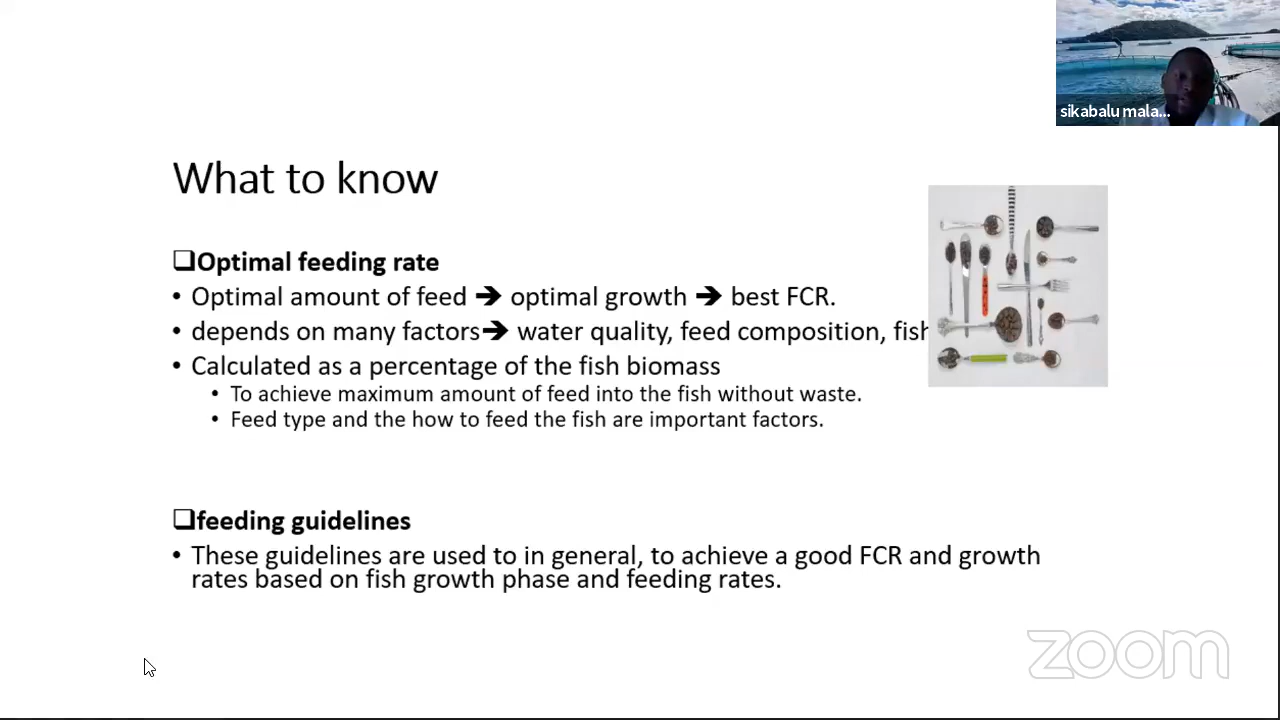 sikabalu mala...
What to know
❑Optimal feeding rate
• Optimal amount of feed ➔ optimal growth ➔ best FCR.
• depends on many factors➔ water quality, feed composition, fish
• Calculated as a percentage of the fish biomass
• To achieve maximum amount of feed into the fish without waste.
• Feed type and the how to feed the fish are important factors.
❑feeding guidelines
• These guidelines are used to in general, to achieve a good FCR and growth
rates based on fish growth phase and feeding rates.
zoom